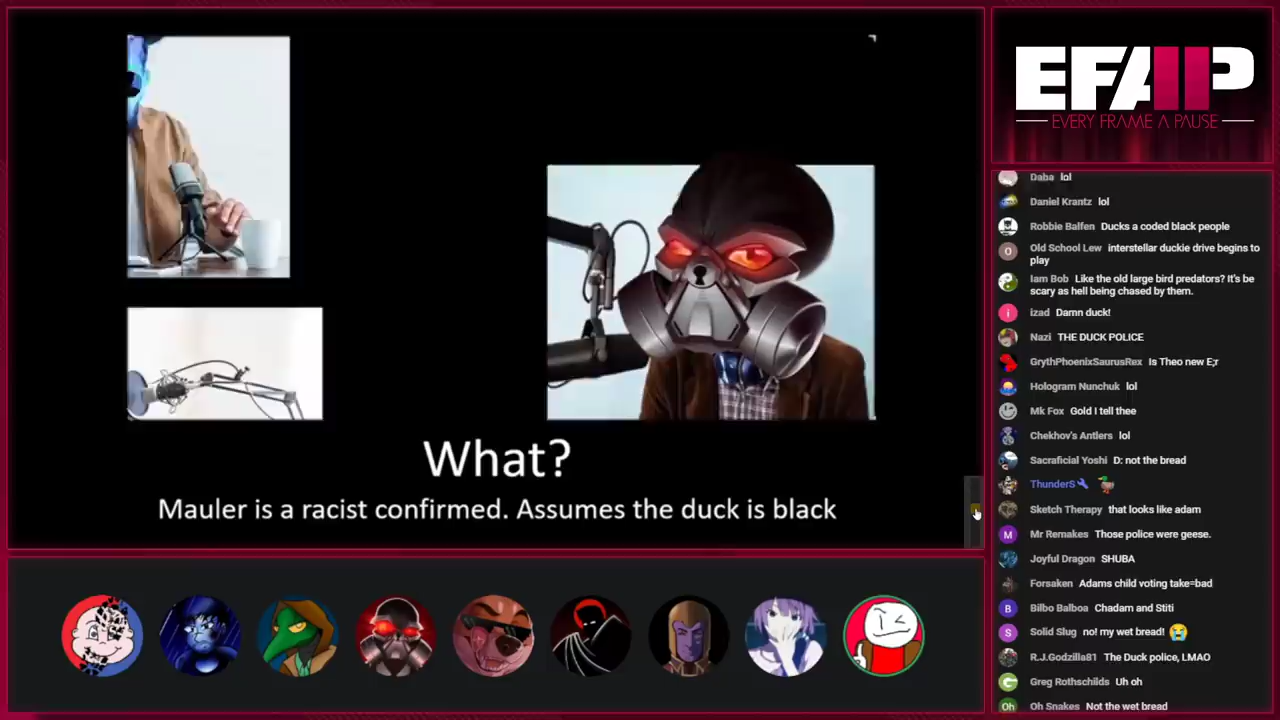 What?
Mauler is a racist confirmed. Assumes the duck is black
EFAP
EVERY FRAME A PAUSE
Daba lol
Daniel Krantz lol
Robbie Balfen Ducks a coded black people
Old School Lew interstellar duckie drive begins to
play
Iam Bob Like the old large bird predators? It's be
scary as hell being chased by them.
izad Damn duck!
Nazi THE DUCK POLICE
GrythPhoenixSaurusRex Is Theo new E;r
Hologram Nunchuk lol
Mk Fox Gold I tell thee
Chekhov's Antlers lol
Sacraficial Yoshi D: not the bread
ThunderS
Sketch Therapy that looks like adam
M Mr Remakes Those police were geese.
Joyful Dragon SHUBA
Forsaken Adams child voting take=bad
B Bilbo Balboa Chadam and Stiti
S Solid Slug no! my wet bread! 😭
R.J.Godzilla81 The Duck police, LMAO
G Greg Rothschilds Uh oh
Oh Oh Snakes Not the wet bread